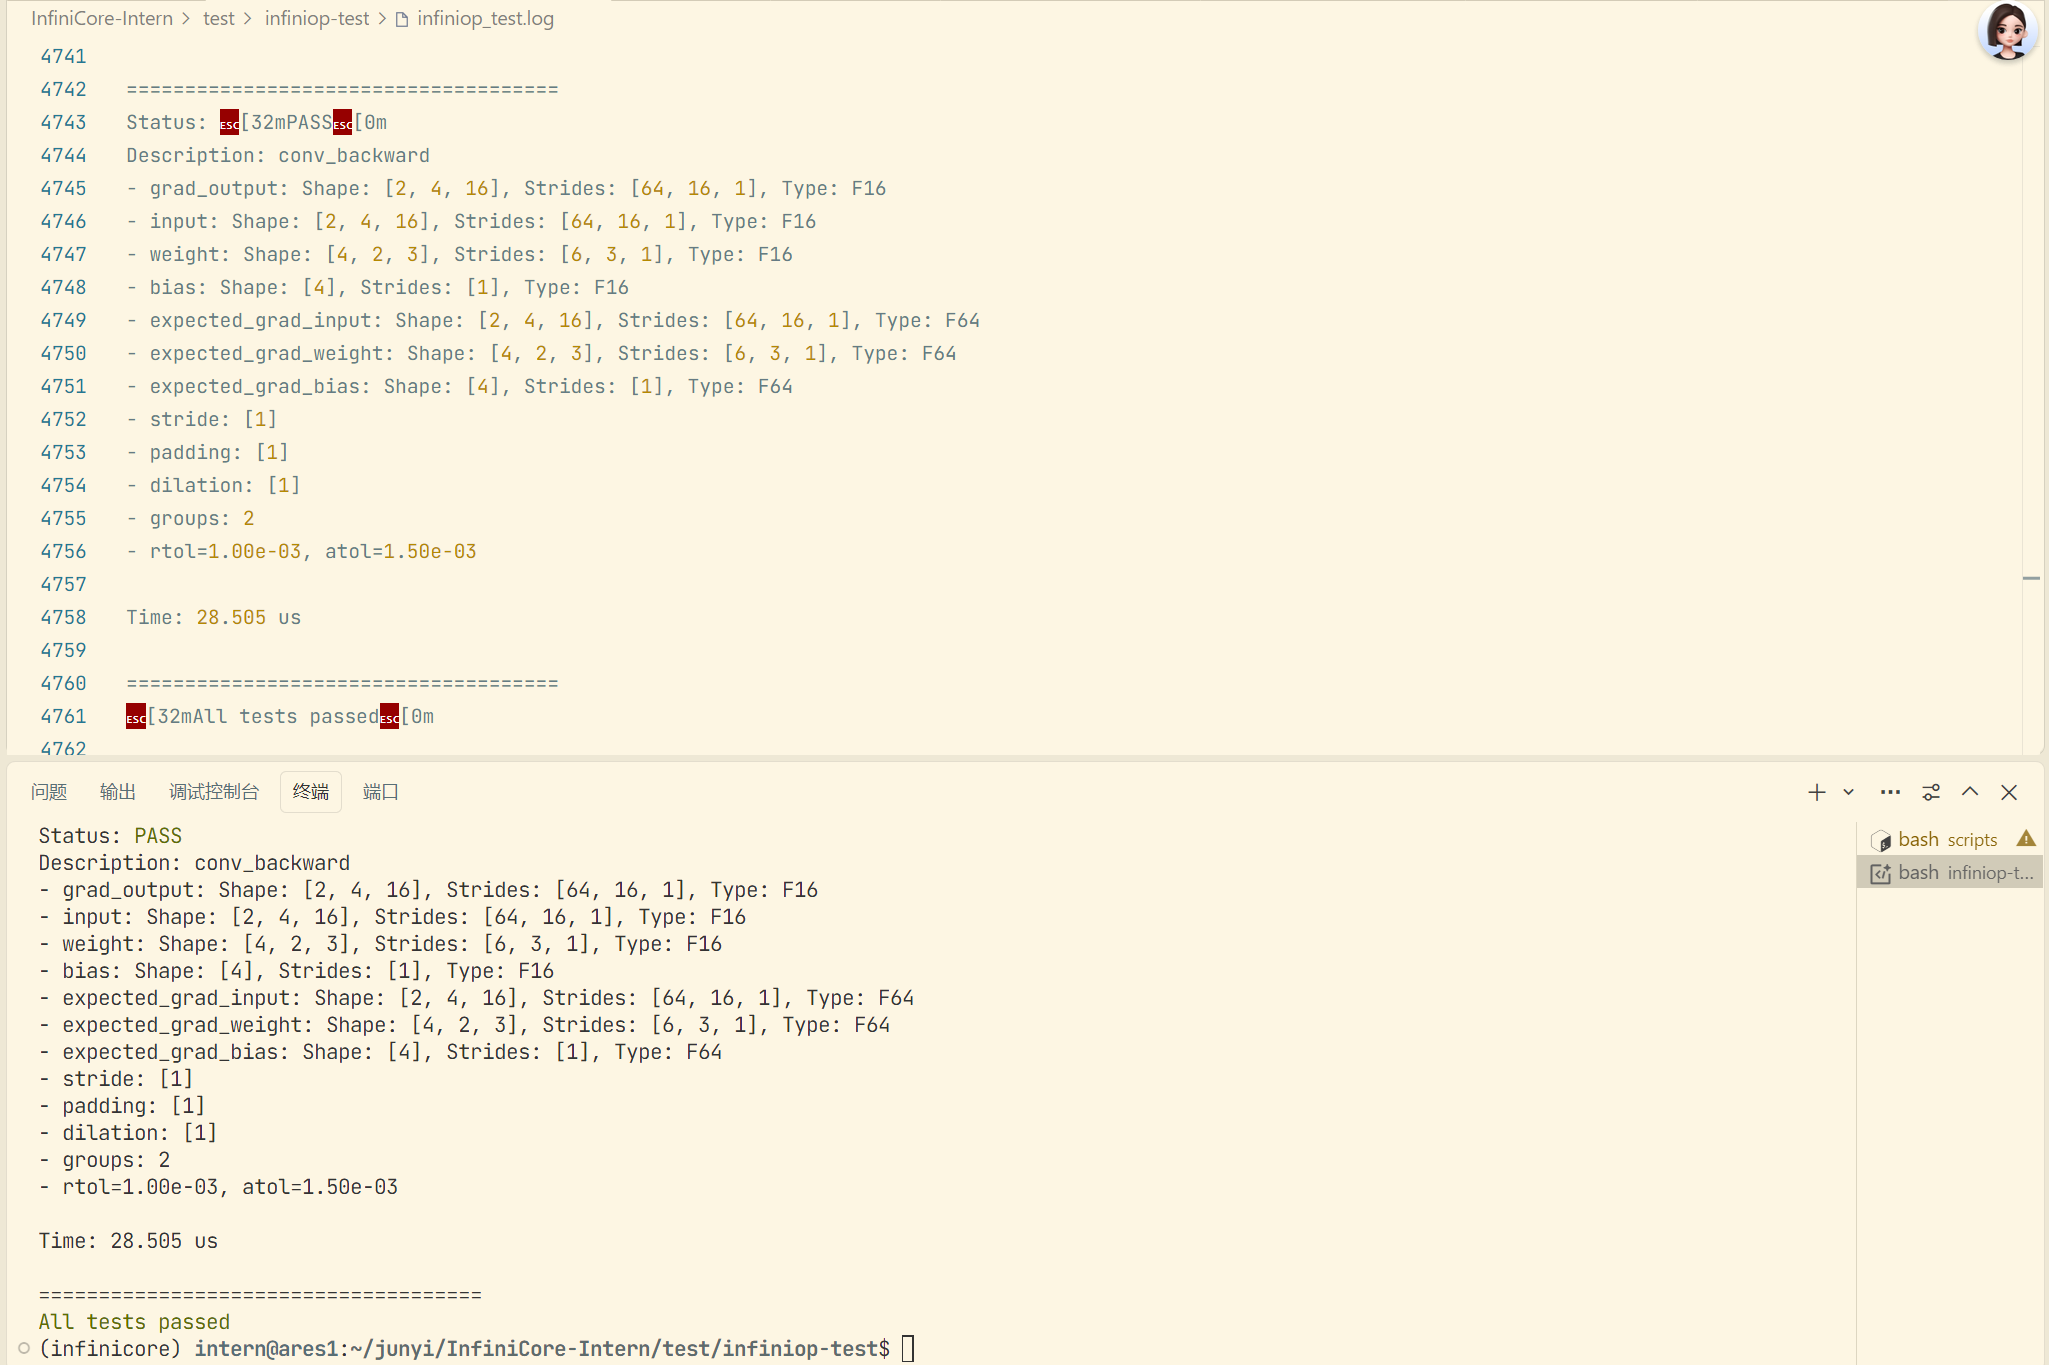 InfiniCore-Intern > test > infiniop-test > infiniop_test.log
4741
4742 =====================================
4743 Status: ESC[32mPASSESC[0m
4744 Description: conv_backward
4745 - grad_output: Shape: [2, 4, 16], Strides: [64, 16, 1], Type: F16
4746 - input: Shape: [2, 4, 16], Strides: [64, 16, 1], Type: F16
4747 - weight: Shape: [4, 2, 3], Strides: [6, 3, 1], Type: F16
4748 - bias: Shape: [4], Strides: [1], Type: F16
4749 - expected_grad_input: Shape: [2, 4, 16], Strides: [64, 16, 1], Type: F64
4750 - expected_grad_weight: Shape: [4, 2, 3], Strides: [6, 3, 1], Type: F64
4751 - expected_grad_bias: Shape: [4], Strides: [1], Type: F64
4752 - stride: [1]
4753 - padding: [1]
4754 - dilation: [1]
4755 - groups: 2
4756 - rtol=1.00e-03, atol=1.50e-03
4757
4758 Time: 28.505 us
4759
4760 =====================================
4761 ESC[32mAll tests passedESC[0m
4762
问题 输出 调试控制台 终端 端口
Status: PASS
Description: conv_backward
- grad_output: Shape: [2, 4, 16], Strides: [64, 16, 1], Type: F16
- input: Shape: [2, 4, 16], Strides: [64, 16, 1], Type: F16
- weight: Shape: [4, 2, 3], Strides: [6, 3, 1], Type: F16
- bias: Shape: [4], Strides: [1], Type: F16
- expected_grad_input: Shape: [2, 4, 16], Strides: [64, 16, 1], Type: F64
- expected_grad_weight: Shape: [4, 2, 3], Strides: [6, 3, 1], Type: F64
- expected_grad_bias: Shape: [4], Strides: [1], Type: F64
- stride: [1]
- padding: [1]
- dilation: [1]
- groups: 2
- rtol=1.00e-03, atol=1.50e-03
Time: 28.505 us
=====================================
All tests passed
(infinicore) intern@ares1:~/junyi/InfiniCore-Intern/test/infiniop-test$
bash scripts
bash infiniop-t...